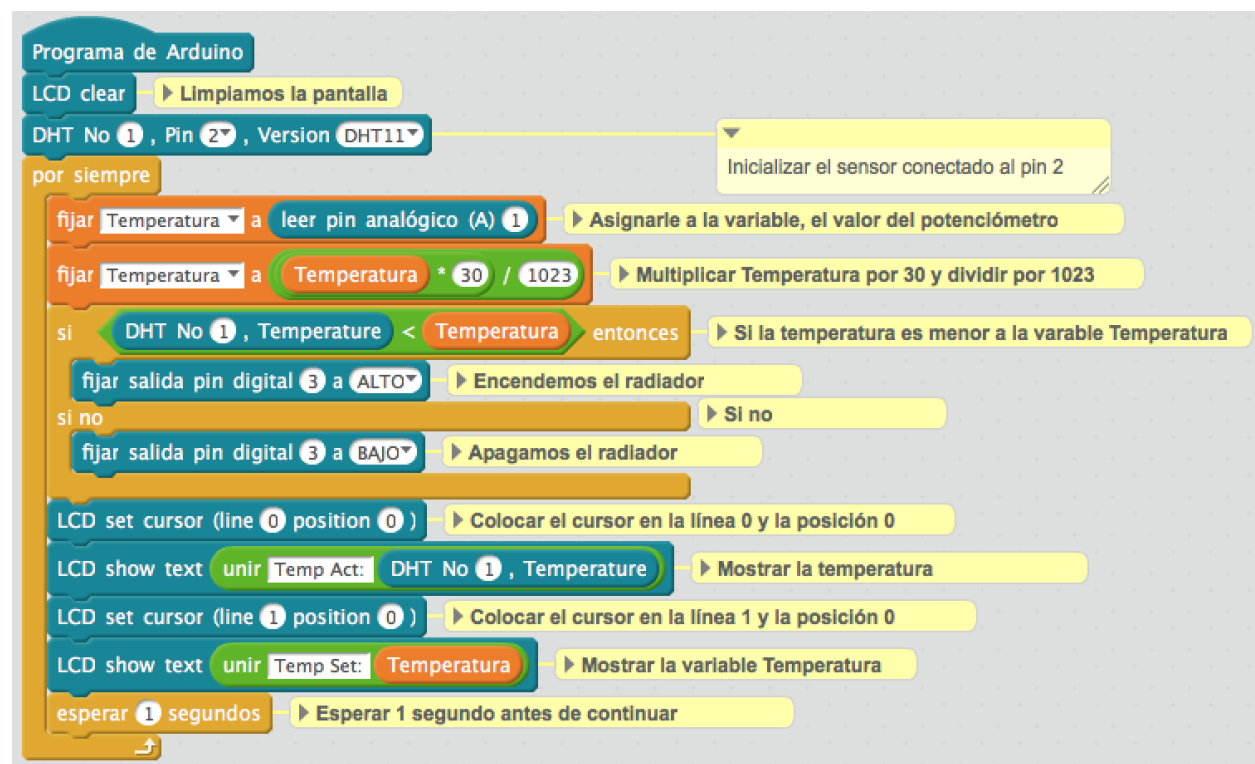 Programa de Arduino
LCD clear Limpiamos la pantalla
DHT No 1 , Pin 2 , Version DHT11
Inicializar el sensor conectado al pin 2
por siempre
fijar Temperatura a leer pin analógico (A) 1 Asignarle a la variable, el valor del potenciómetro
fijar Temperatura a Temperatura * 30 / 1023 Multiplicar Temperatura por 30 y dividir por 1023
si DHT No 1 , Temperature < Temperatura entonces Si la temperatura es menor a la varable Temperatura
fijar salida pin digital 3 a ALTO Encendemos el radiador
si no Si no
fijar salida pin digital 3 a BAJO Apagamos el radiador
LCD set cursor (line 0 position 0 ) Colocar el cursor en la línea 0 y la posición 0
LCD show text unir Temp Act: DHT No 1 , Temperature Mostrar la temperatura
LCD set cursor (line 1 position 0 ) Colocar el cursor en la línea 1 y la posición 0
LCD show text unir Temp Set: Temperatura Mostrar la variable Temperatura
esperar 1 segundos Esperar 1 segundo antes de continuar